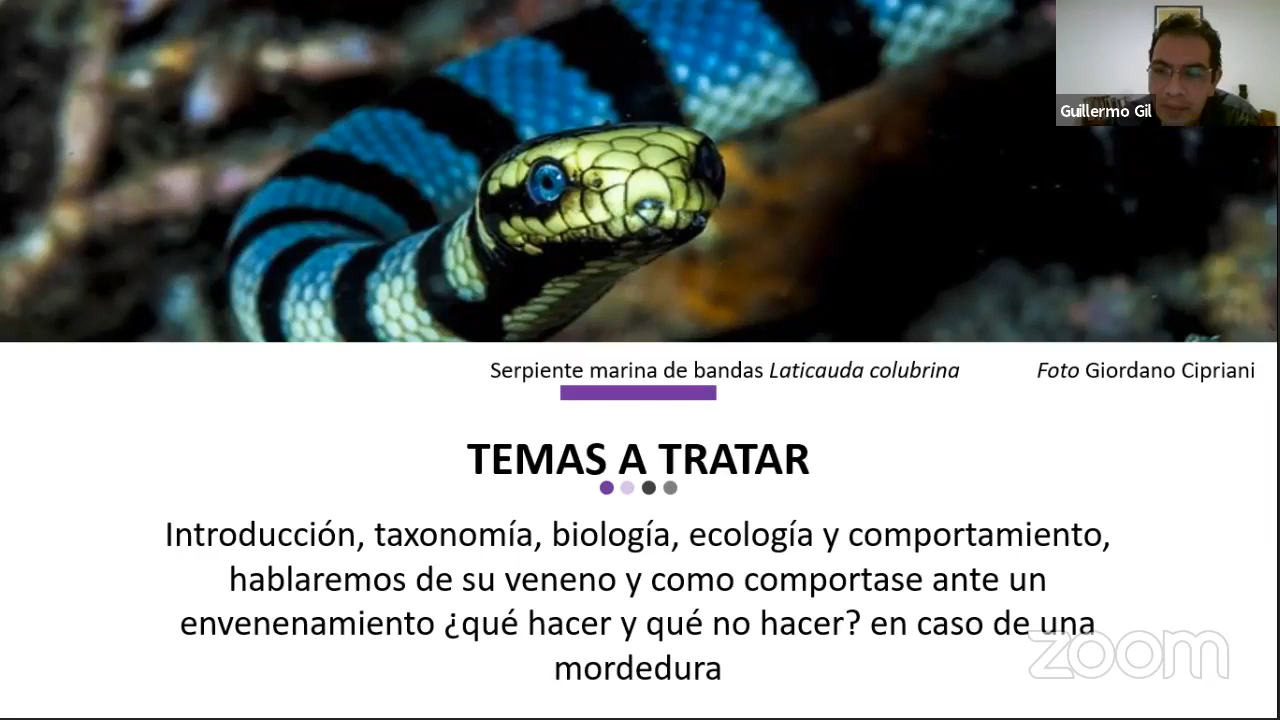 Guillermo Gil
Serpiente marina de bandas Laticauda colubrina Foto Giordano Cipriani
TEMAS A TRATAR
Introducción, taxonomía, biología, ecología y comportamiento,
hablaremos de su veneno y como comportase ante un
envenenamiento ¿qué hacer y qué no hacer? en caso de una
mordedura
zoom